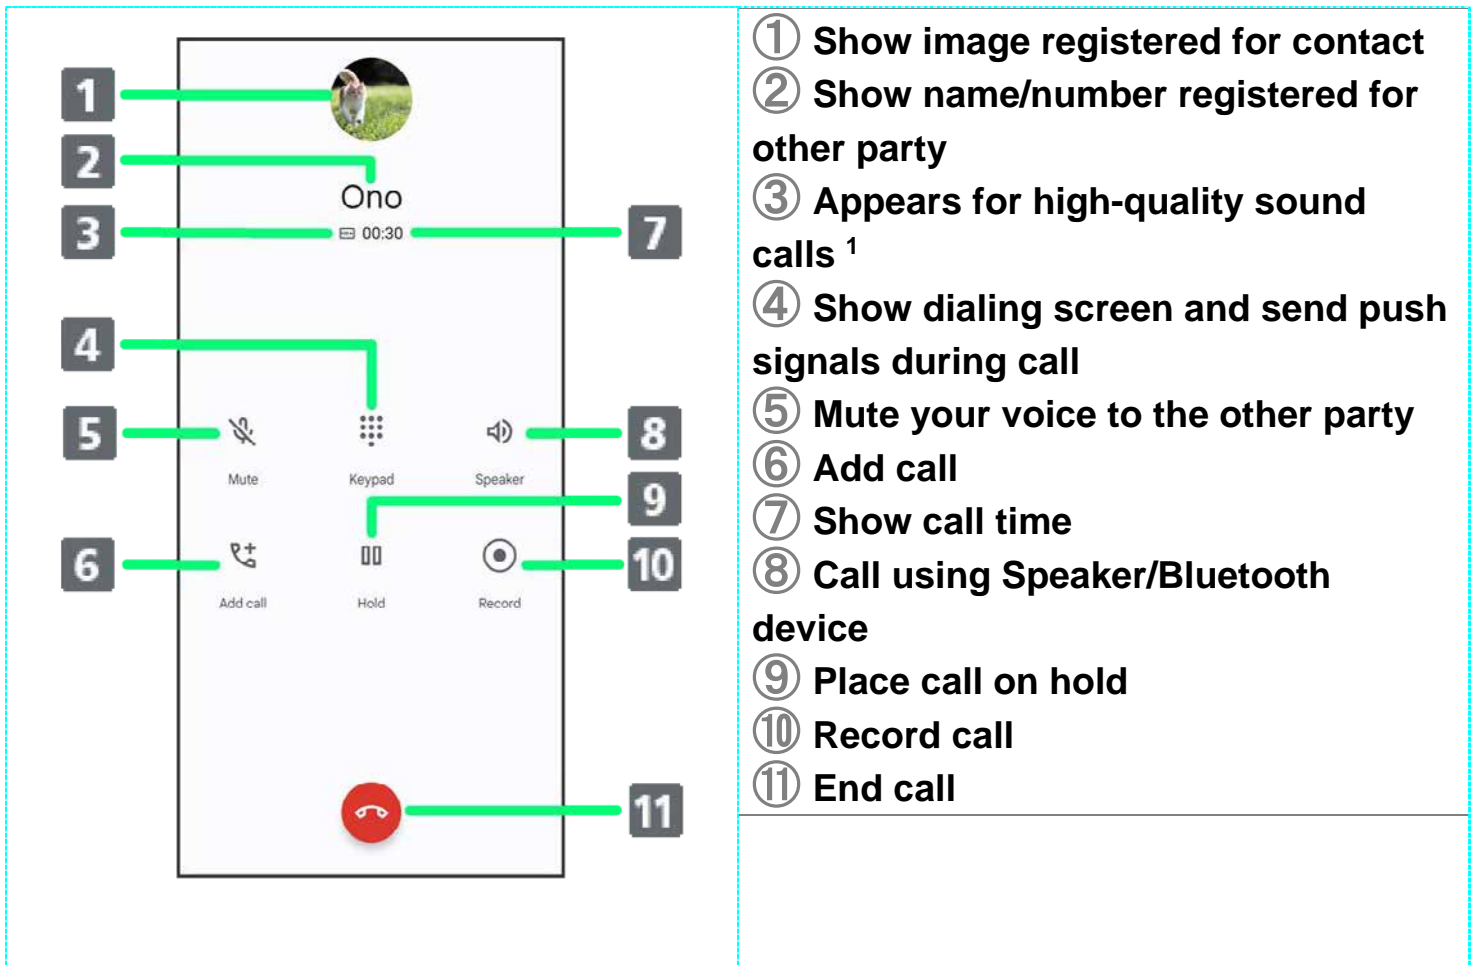 1
2
Ono
3
00:30
7
4
5
8
Mute
Keypad
Speaker
9
6
10
Add call
Hold
Record
11
① Show image registered for contact
② Show name/number registered for
other party
③ Appears for high-quality sound
calls ¹
④ Show dialing screen and send push
signals during call
⑤ Mute your voice to the other party
⑥ Add call
⑦ Show call time
⑧ Call using Speaker/Bluetooth
device
⑨ Place call on hold
⑩ Record call
⑪ End call